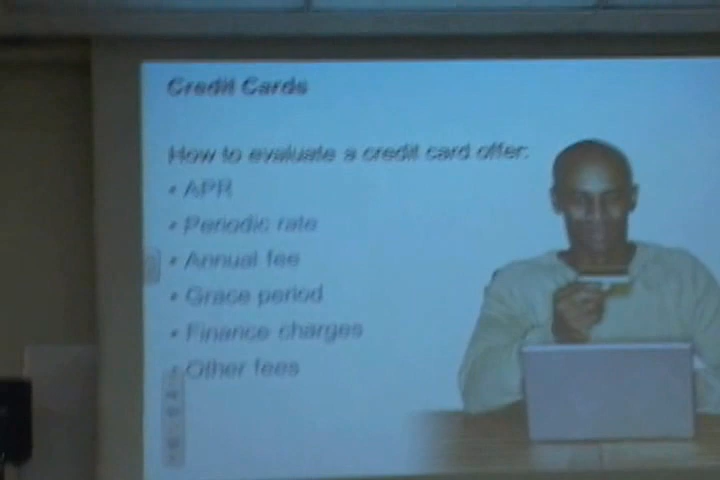 Credit Cards
How to evaluate a credit card offer:
• APR
• Periodic rate
• Annual fee
• Grace period
• Finance charges
• Other fees